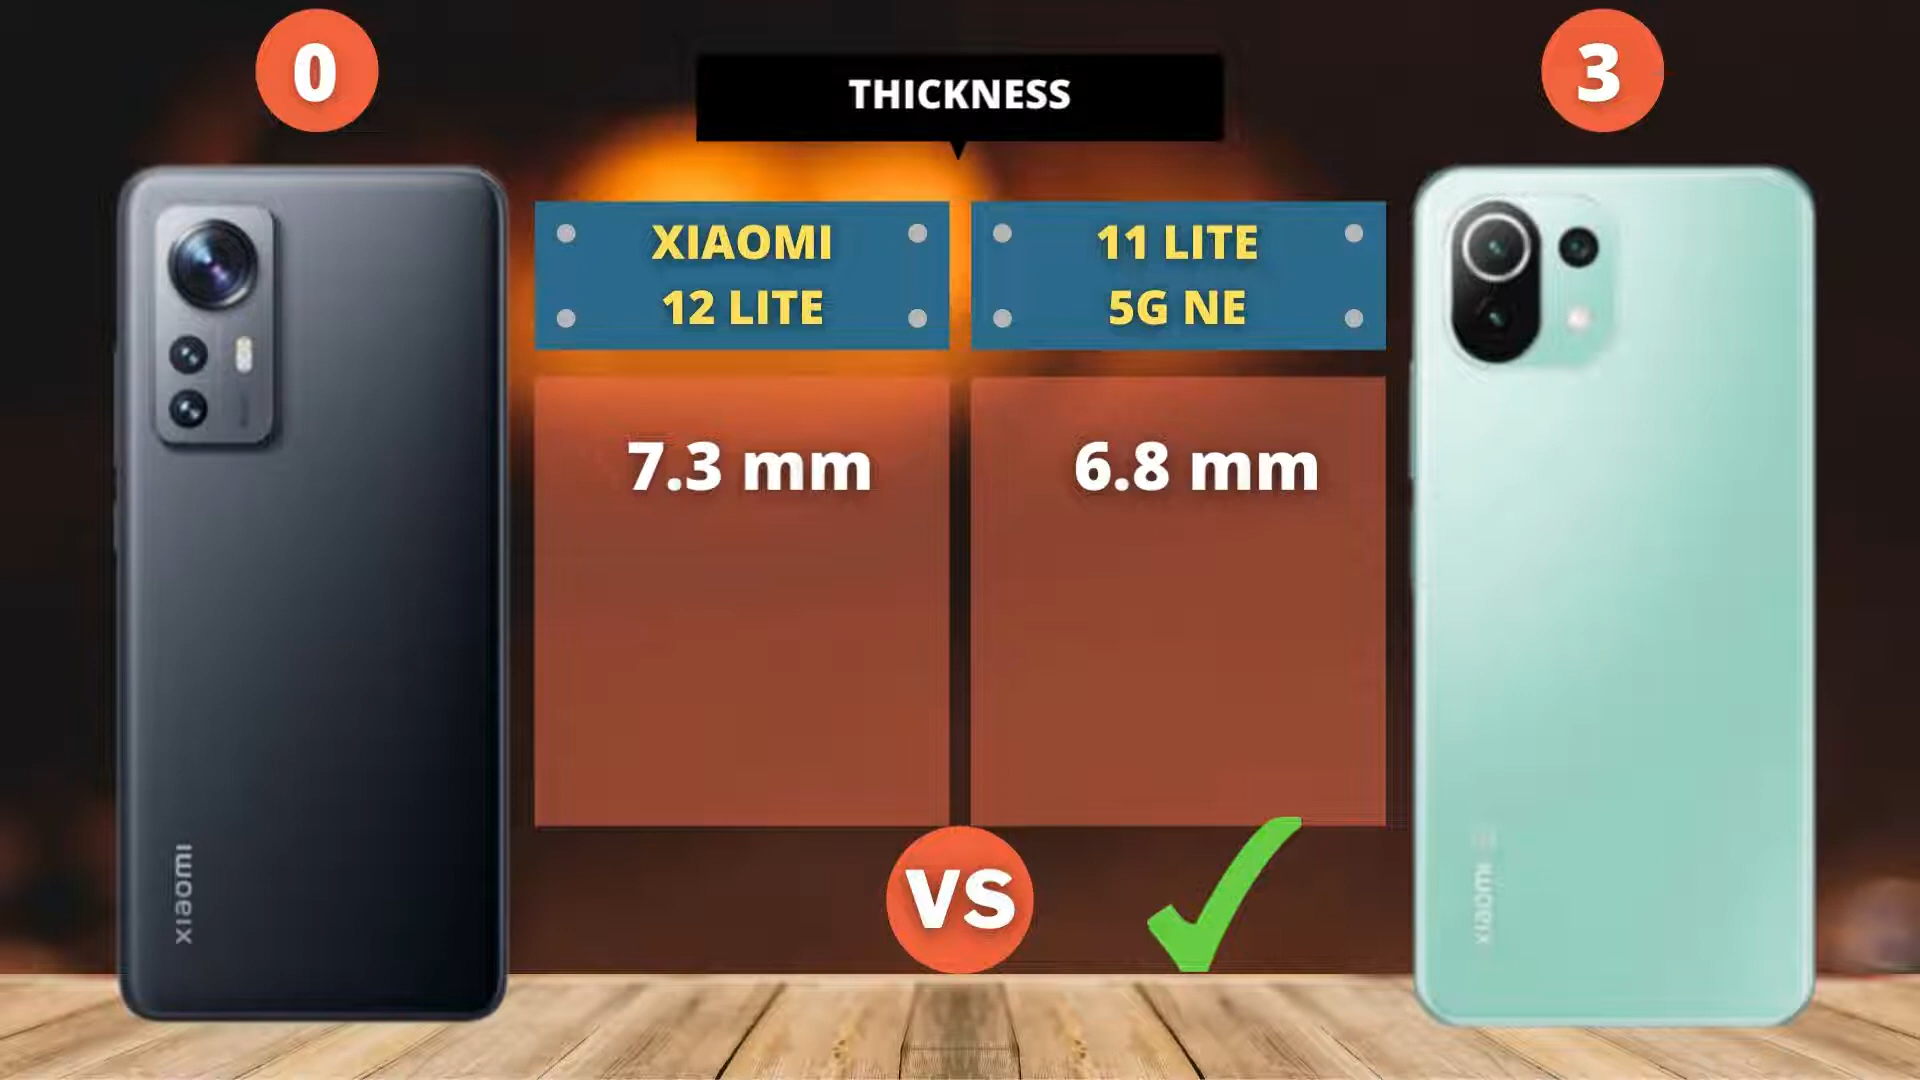 0
THICKNESS
3
XIAOMI
12 LITE
11 LITE
5G NE
7.3 mm
6.8 mm
VS
xiaomi
xiaomi